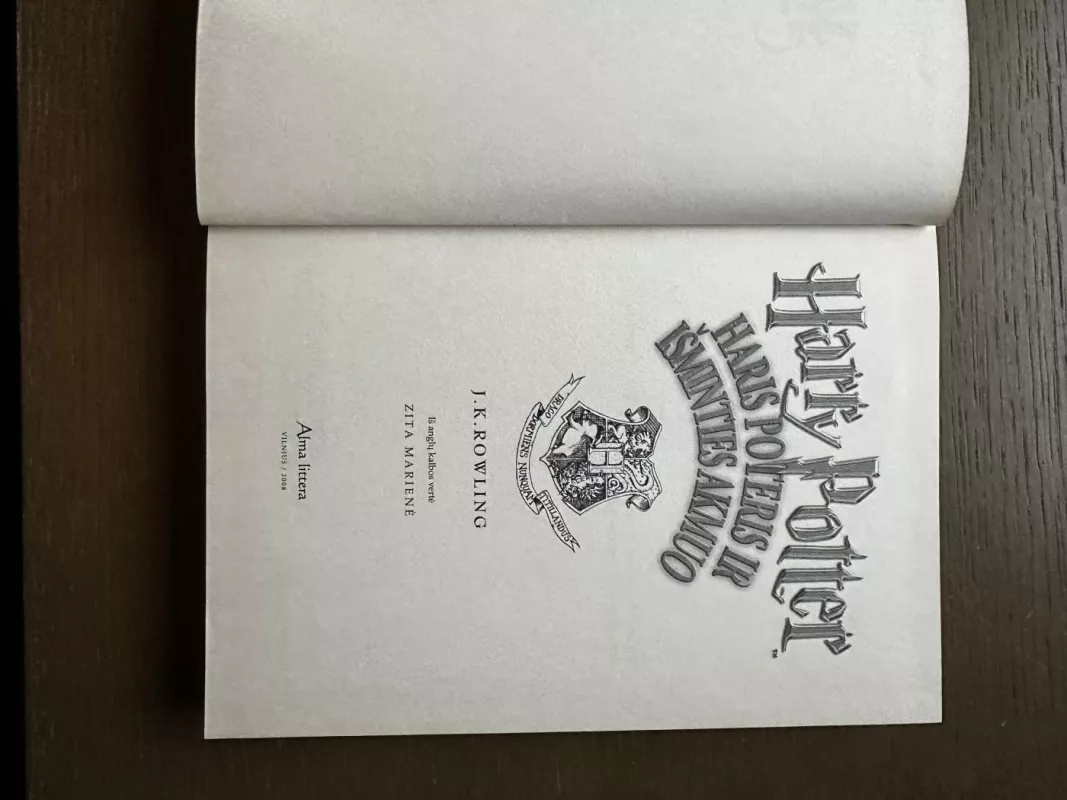 Harry Potter™
HARIS POTERIS IR
IŠMINTIES AKMUO
DRACO DORMIENS NUNQUAM TITILLANDUS
J.K.ROWLING
Iš anglų kalbos vertė
ZITA MARIENĖ
Alma littera
VILNIUS / 2008